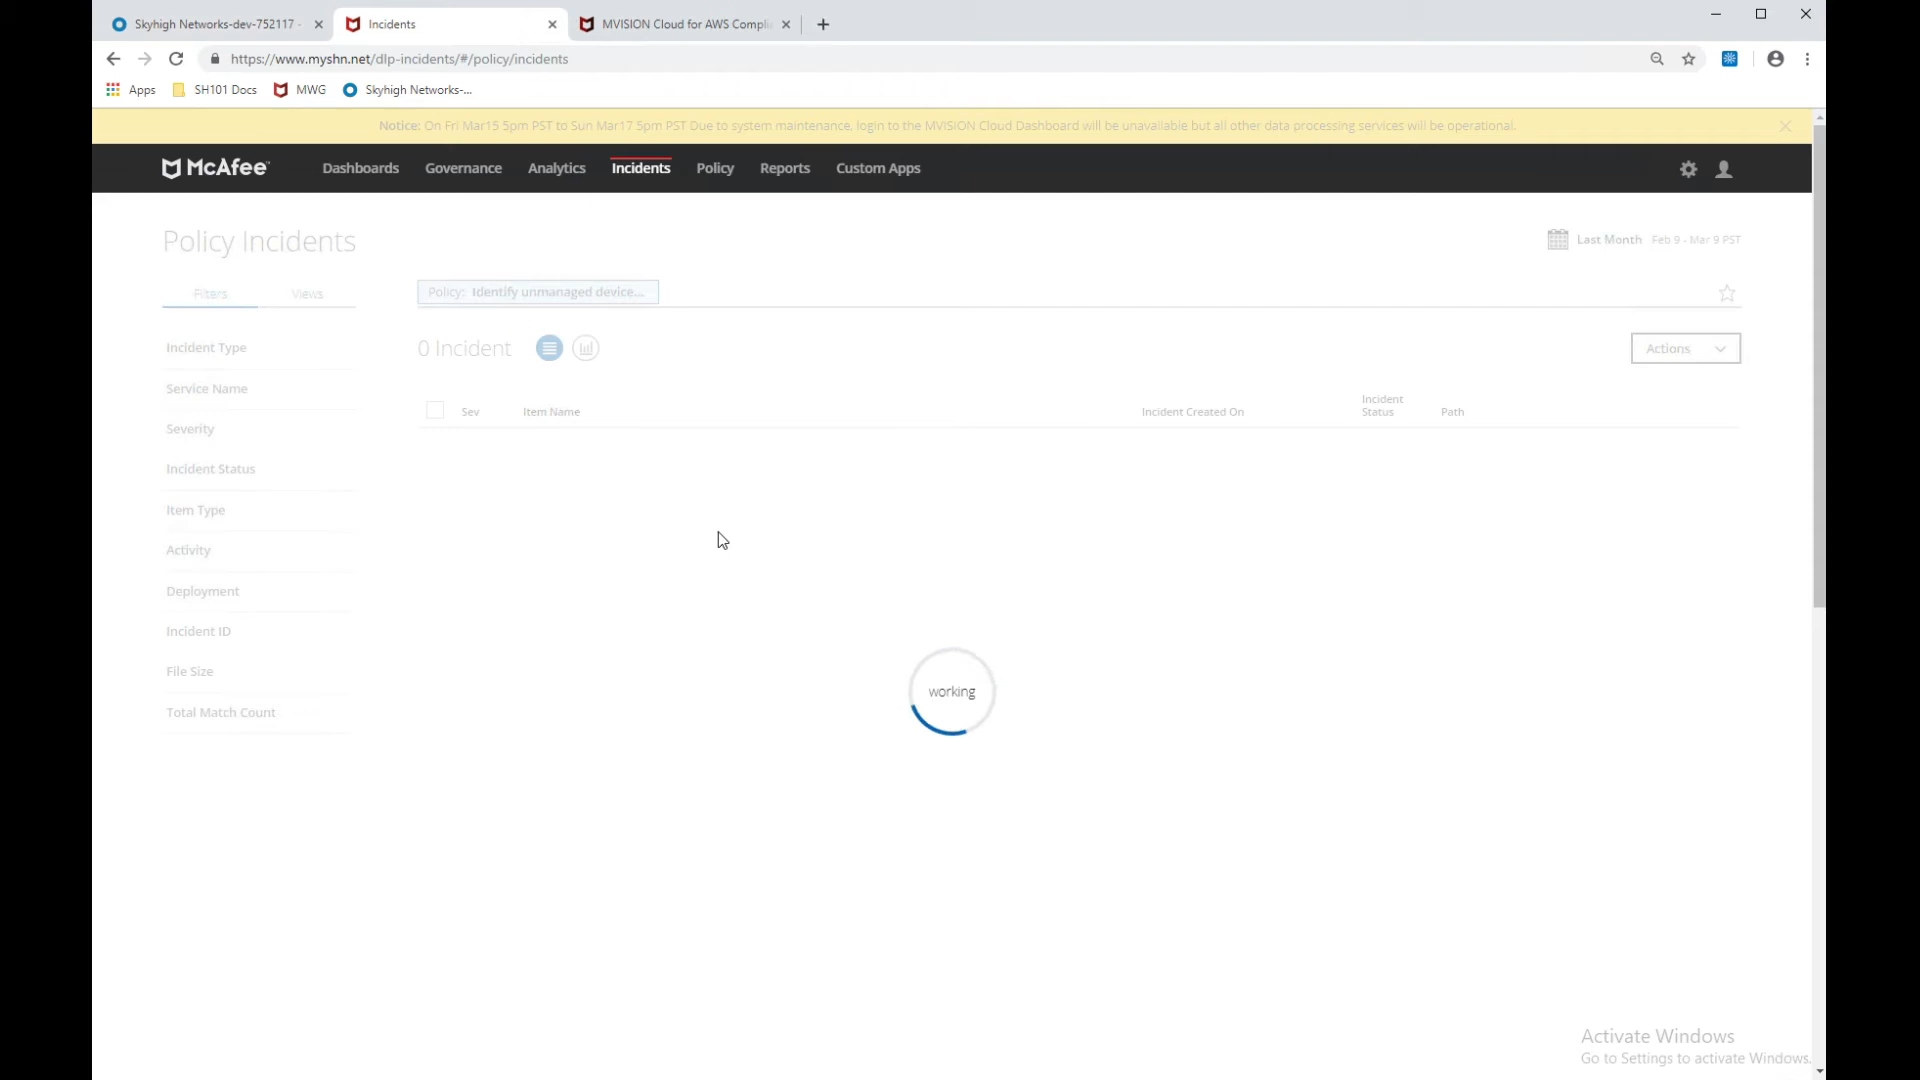 Skyhigh Networks-dev-752117 -
Incidents
MVISION Cloud for AWS Compli
https://www.myshn.net/dlp-incidents/#/policy/incidents
Apps
SH101 Docs
MWG
Skyhigh Networks-...
Notice: On Fri Mar15 5pm PST to Sun Mar17 5pm PST Due to system maintenance, login to the MVISION Cloud Dashboard will be unavailable but all other data processing services will be operational.
McAfee™
Dashboards
Governance
Analytics
Incidents
Policy
Reports
Custom Apps
Policy Incidents
Last Month Feb 9 - Mar 9 PST
Filters
Views
Policy: Identify unmanaged device...
Incident Type
Service Name
Severity
Incident Status
Item Type
Activity
Deployment
Incident ID
File Size
Total Match Count
0 Incident
Actions
Sev
Item Name
Incident Created On
Incident
Status
Path
working
Activate Windows
Go to Settings to activate Windows.